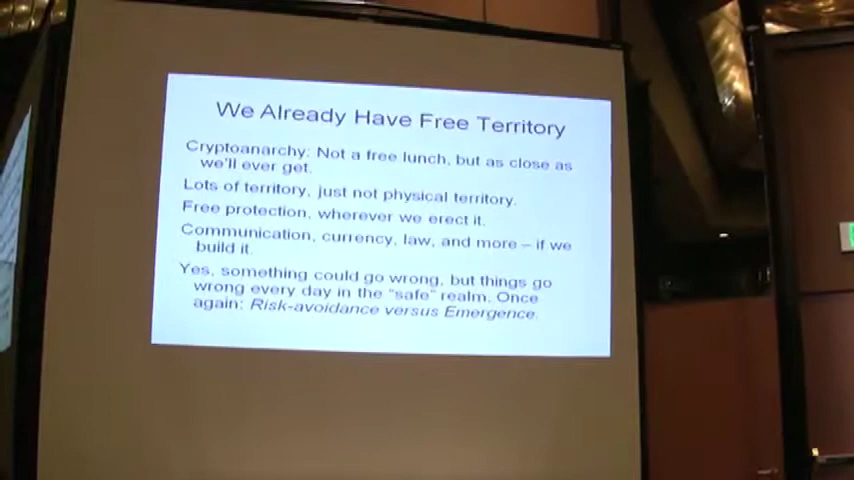 We Already Have Free Territory
Cryptoanarchy: Not a free lunch, but as close as
we'll ever get.
Lots of territory, just not physical territory.
Free protection, wherever we erect it.
Communication, currency, law, and more – if we
build it.
Yes, something could go wrong, but things go
wrong every day in the "safe" realm. Once
again: Risk-avoidance versus Emergence.